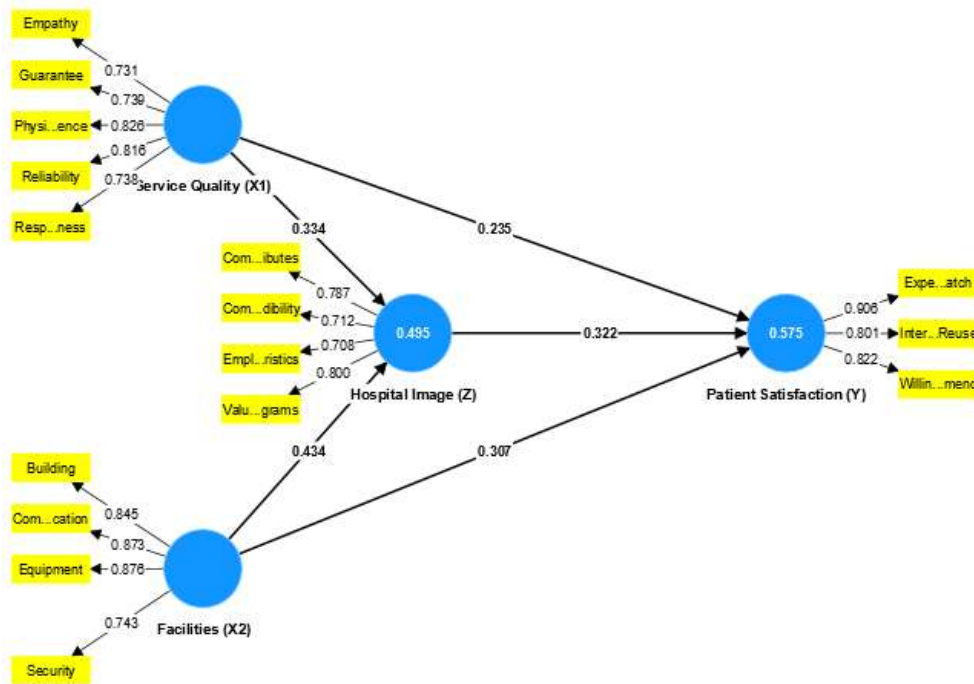 Empathy
0.731
Guarantee
0.739
Physi...ence
0.826
Reliability
0.816
Resp...ness
0.738
Service Quality (X1)
0.334
0.235
Com...ibutes
0.787
Com...dibility
0.712
Empl...ristics
0.708
Valu...grams
0.800
0.495
Hospital Image (Z)
0.322
0.575
Patient Satisfaction (Y)
Expe...atch
0.906
Inter...Reuse
0.801
Willin...mend
0.822
0.434
0.307
Building
0.845
Com...cation
0.873
Equipment
0.876
Security
0.743
Facilities (X2)